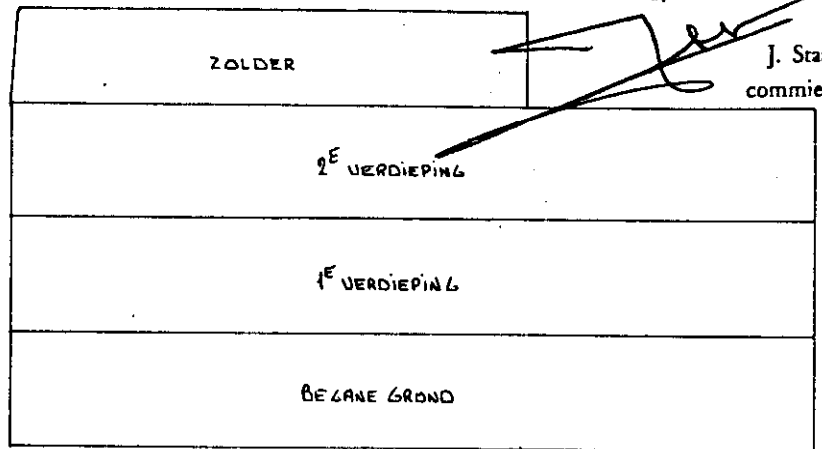 ZOLDER
J. Sta
commie
2E VERDIEPING
1E VERDIEPING
BEGANE GROND